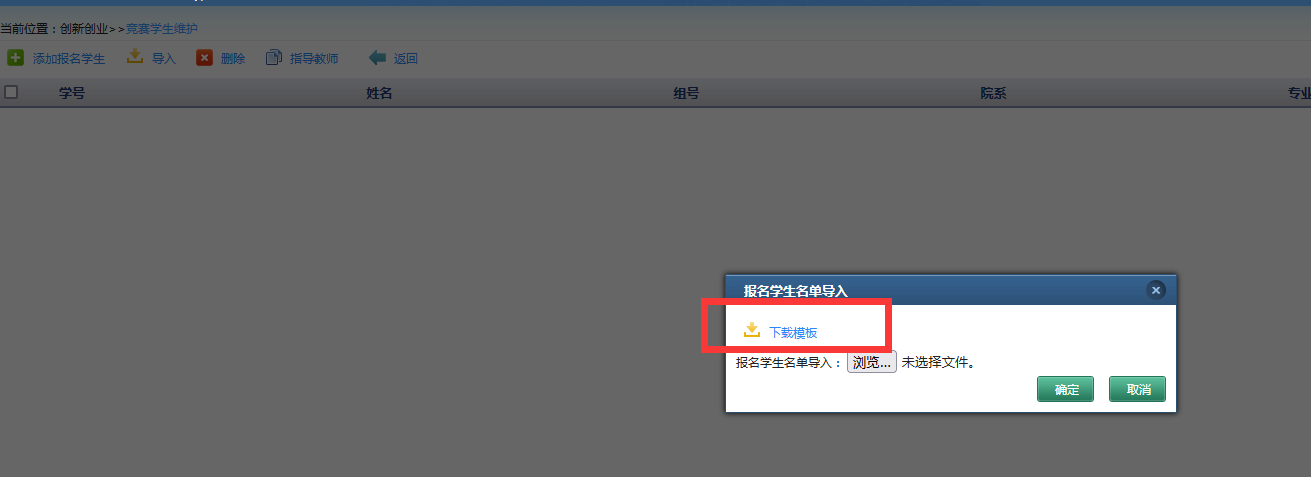 当前位置：创新创业>>竞赛学生维护
添加报名学生 导入 删除 指导教师 返回
学号 姓名 组号 院系 专业
报名学生名单导入
下载模板
报名学生名单导入： 浏览... 未选择文件。
确定 取消